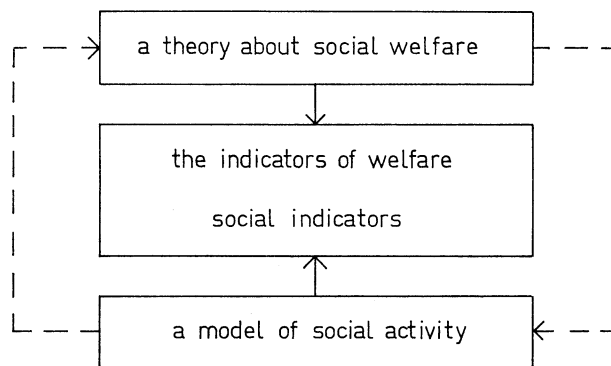 a theory about social welfare
the indicators of welfare
social indicators
a model of social activity